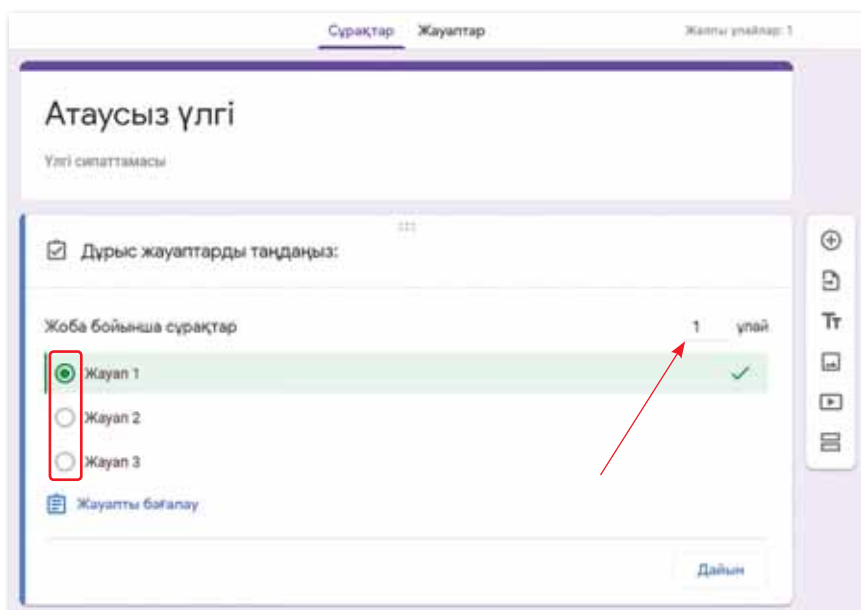 Сұрақтар Жауаптар Жалпы ұпайлар: 1
Атаусыз үлгі
Үлгі сипаттамасы
Дұрыс жауаптарды таңдаңыз:
Жоба бойынша сұрақтар 1 ұпай
Жауап 1
Жауап 2
Жауап 3
Жауапты бағалау
Дайын
Тт